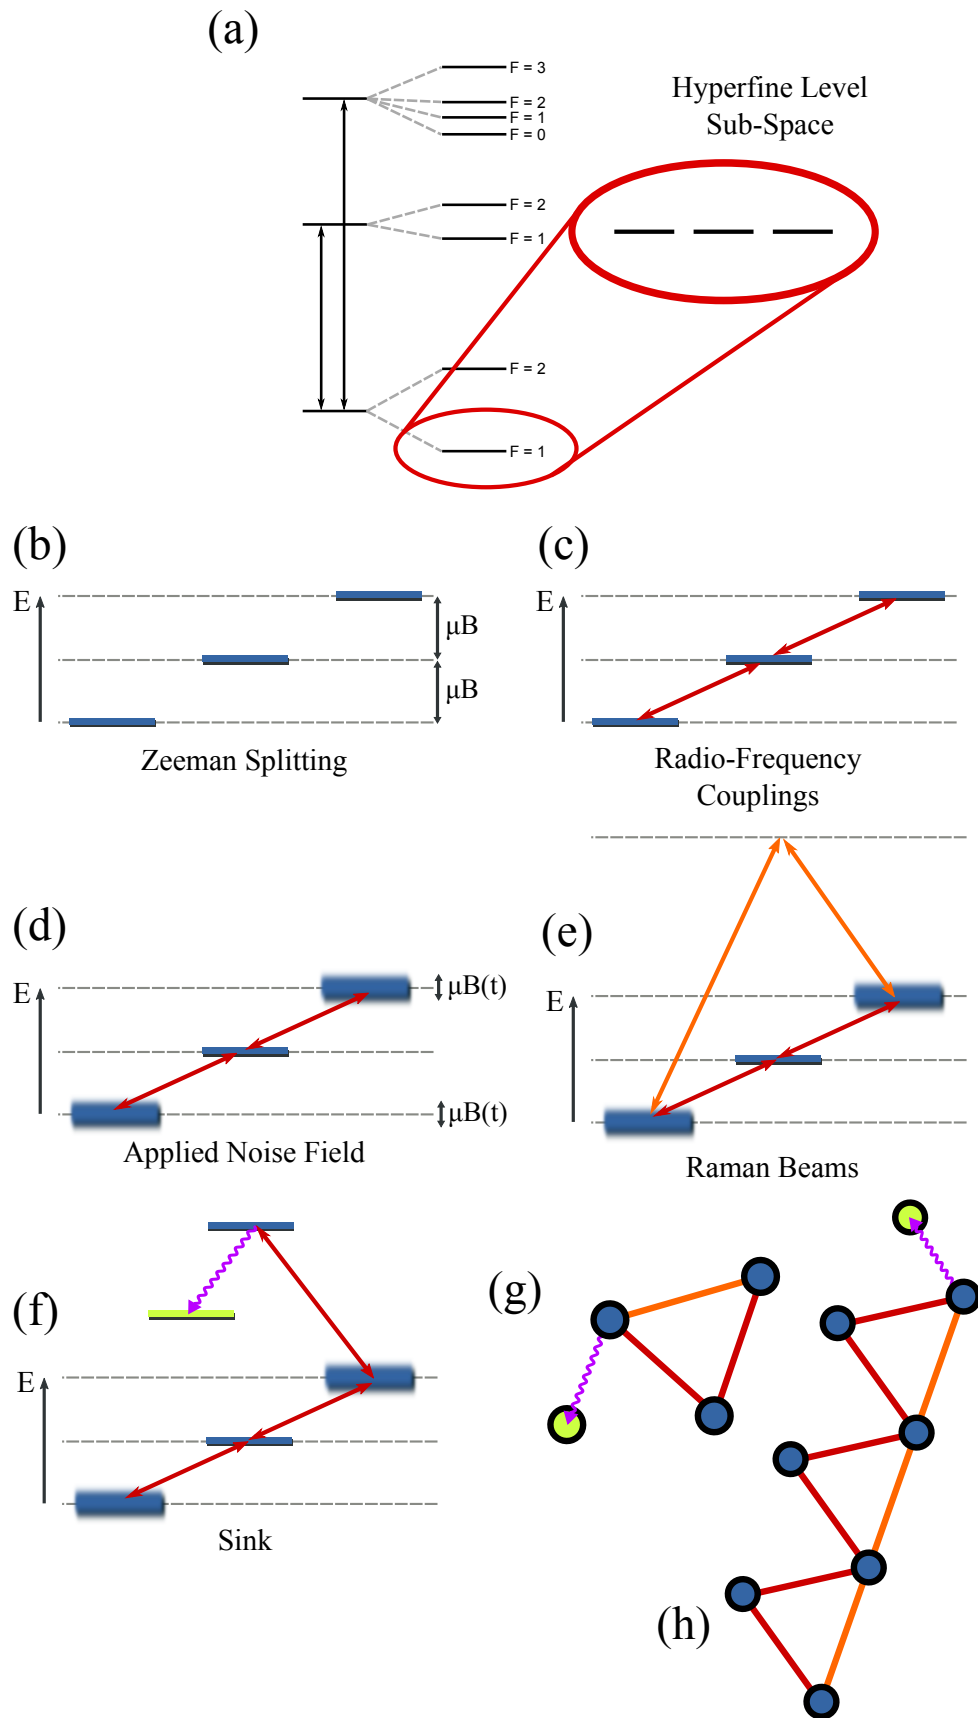 (a)
F = 3
F = 2
F = 1
F = 0
Hyperfine Level
Sub-Space
F = 2
F = 1
F = 2
F = 1
(b)
E
μB
μB
Zeeman Splitting
(c)
E
Radio-Frequency
Couplings
(d)
E
μB(t)
μB(t)
Applied Noise Field
(e)
E
Raman Beams
(f)
E
Sink
(g)
(h)